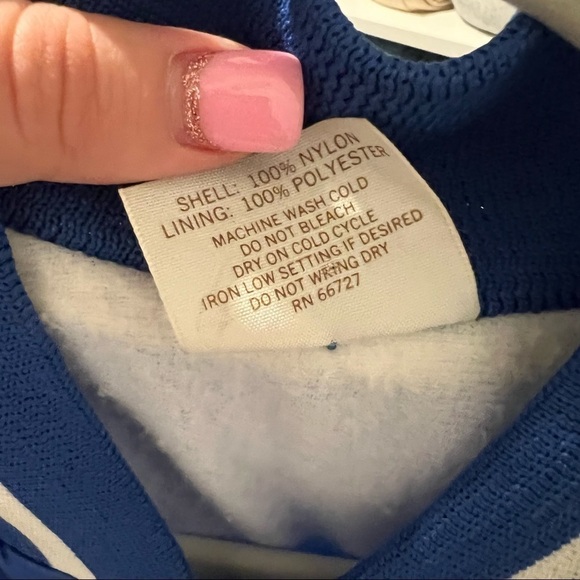 SHELL: 100% NYLON
LINING: 100% POLYESTER
MACHINE WASH COLD
DO NOT BLEACH
DRY ON COLD CYCLE
IRON LOW SETTING IF DESIRED
DO NOT WRING DRY
RN 66727